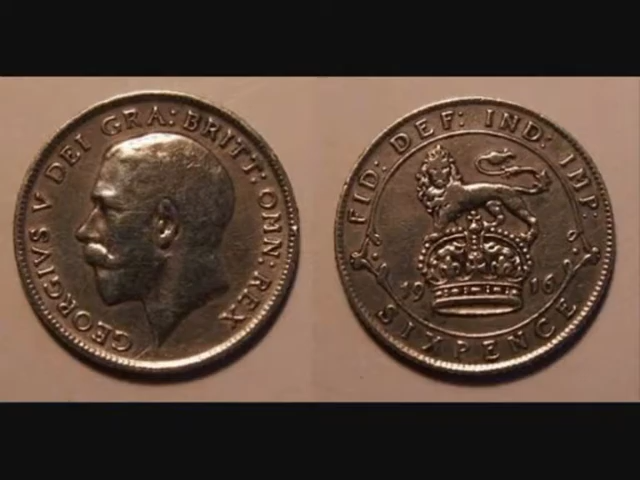 GEORGIVS V DEI GRA: BRITT: OMN: REX
FID: DEF: IND: IMP:
19 16
SIXPENCE